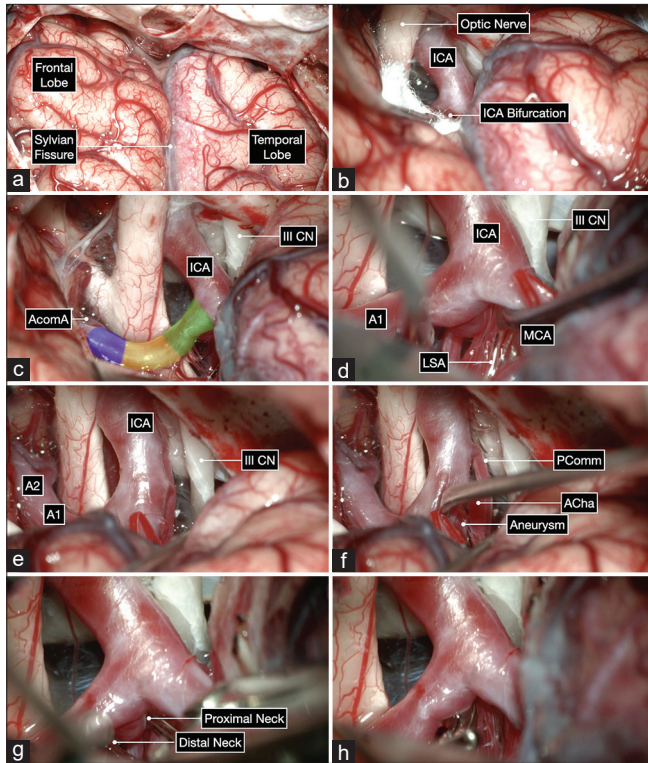 Frontal
Lobe
Sylvian
Fissure
Temporal
Lobe
a
Optic Nerve
ICA
ICA Bifurcation
b
III CN
ICA
AcomA
c
III CN
ICA
A1
MCA
LSA
d
ICA
III CN
A2
A1
e
PComm
ACha
Aneurysm
f
Proximal Neck
Distal Neck
g
h